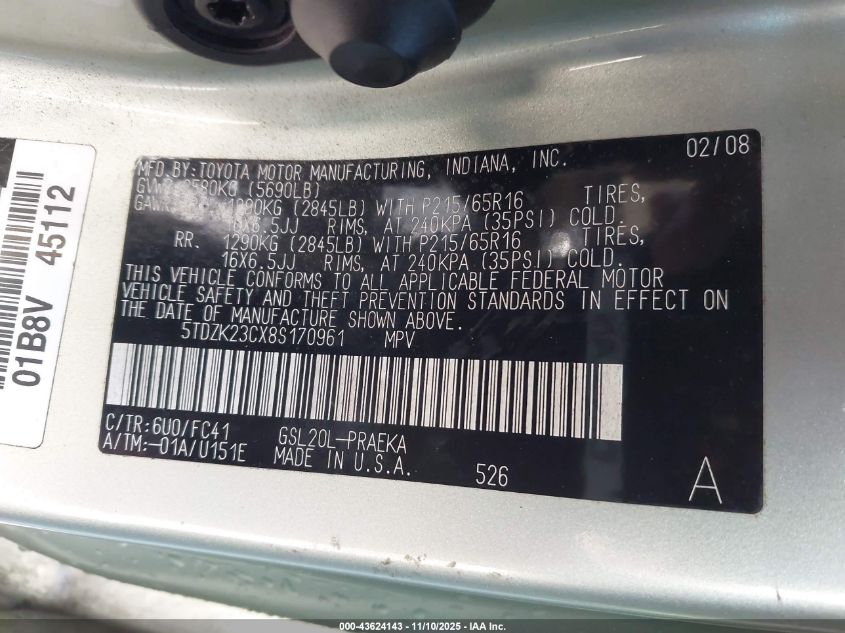 MFD.BY:TOYOTA MOTOR MANUFACTURING, INDIANA, INC. 02/08
2580KG (5690LB)
1290KG (2845LB) WITH P215/65R16 TIRES,
6.5JJ RIMS, AT 240KPA (35PSI) COLD.
RR. 1290KG (2845LB) WITH P215/65R16 TIRES,
16X6.5JJ RIMS, AT 240KPA (35PSI) COLD.
THIS VEHICLE CONFORMS TO ALL APPLICABLE FEDERAL MOTOR
VEHICLE SAFETY AND THEFT PREVENTION STANDARDS IN EFFECT ON
THE DATE OF MANUFACTURE SHOWN ABOVE.
5TDZK23CX8S170961 MPV
C/TR:6U0/FC41 GSL20L-PRAEKA
A/TM:-01A/U151E MADE IN U.S.A. 526 A
01B8V 45112
000-43624143 - 11/10/2025 - IAA Inc.